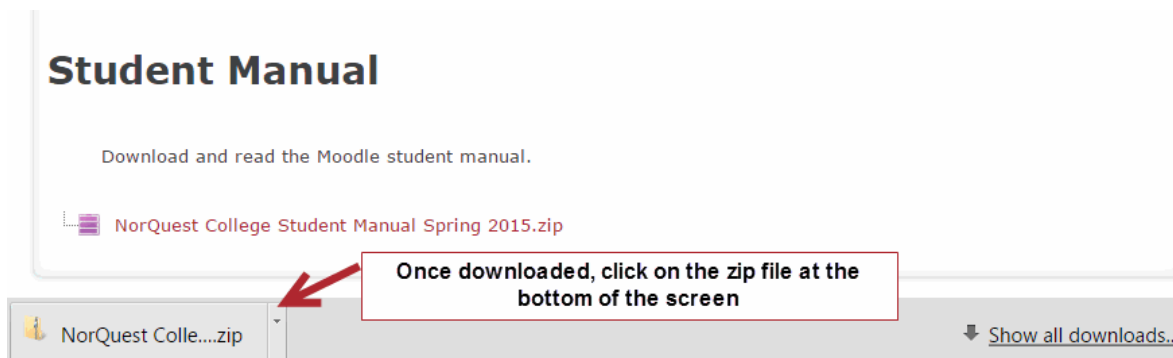 Student Manual
Download and read the Moodle student manual.
NorQuest College Student Manual Spring 2015.zip
Once downloaded, click on the zip file at the
bottom of the screen
NorQuest Colle....zip
Show all downloads..